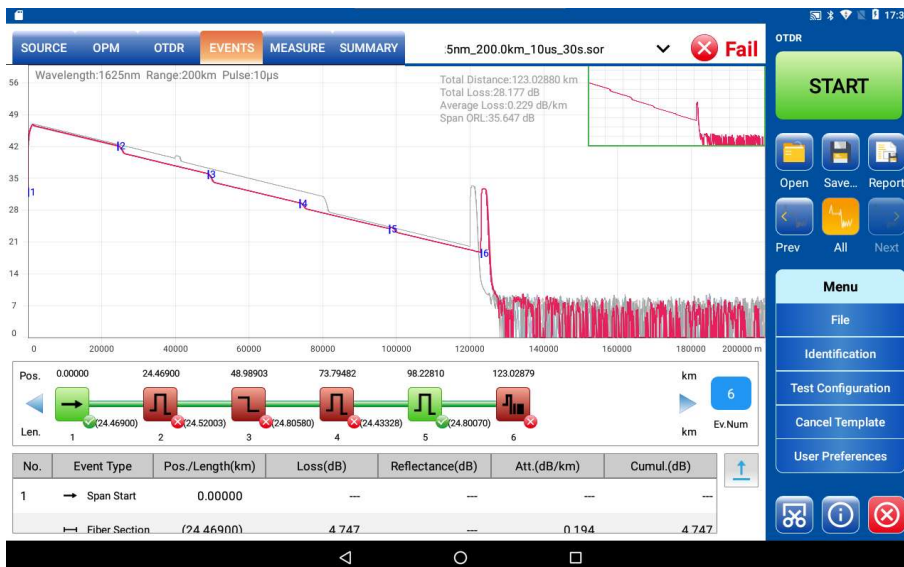 17:3
SOURCE OPM OTDR EVENTS MEASURE SUMMARY :5nm_200.0km_10us_30s.sor Fail
OTDR
START
Open Save... Report
Prev All Next
Menu
File
Identification
Test Configuration
Cancel Template
User Preferences
Wavelength:1625nm Range:200km Pulse:10µs
Total Distance:123.02880 km
Total Loss:28.177 dB
Average Loss:0.229 dB/km
Span ORL:35.647 dB
56
49
42
35
28
21
14
7
0
1 2 3 4 5 6
0 20000 40000 60000 80000 100000 120000 140000 160000 180000 200000 m
Pos. 0.00000 24.46900 48.98903 73.79482 98.22810 123.02879 km
6
Len. (24.46900) (24.52003) (24.80580) (24.43328) (24.80070) km
Ev.Num
1 2 3 4 5 6
No. Event Type Pos./Length(km) Loss(dB) Reflectance(dB) Att.(dB/km) Cumul.(dB)
1 Span Start 0.00000 --- --- --- ---
Fiber Section (24.46900) 4.747 --- 0.194 4.747